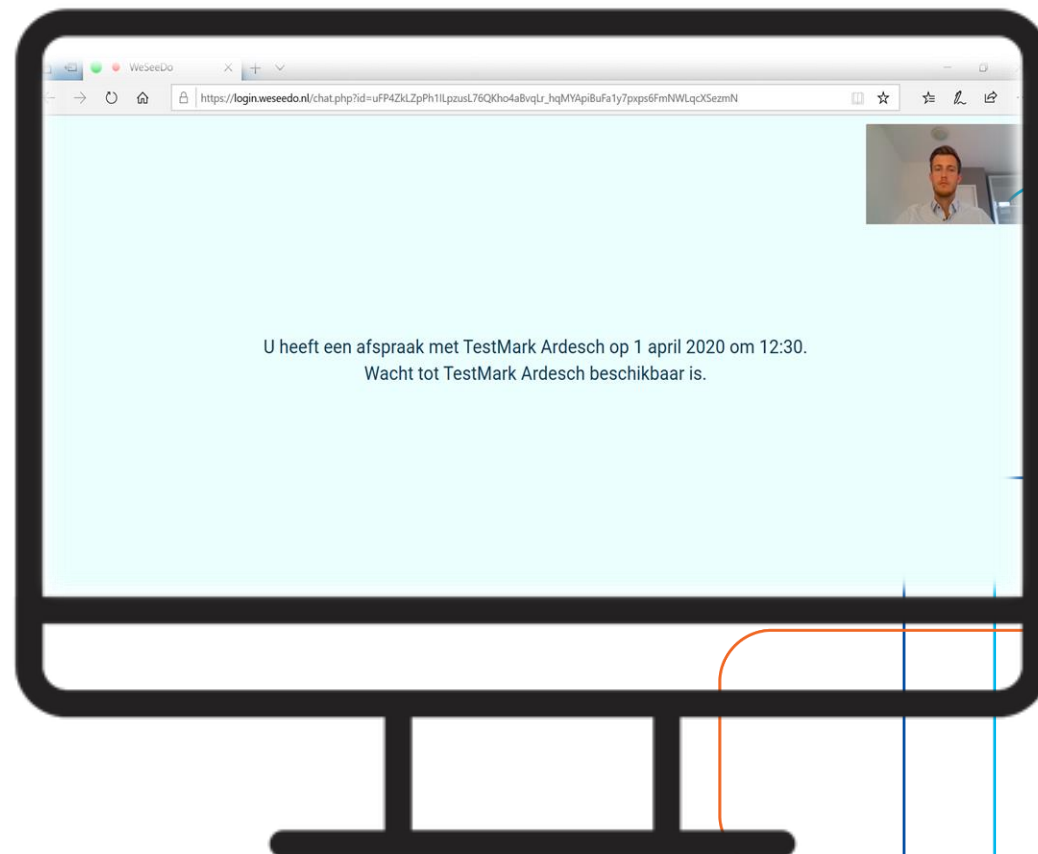 WeSeeDo
https://login.weseedo.nl/chat.php?id=uFP4ZkLZpPh1ILpzusL76QKho4aBvqLr_hqMYApiBuFa1y7pxps6FmNWLqcXSezmN
U heeft een afspraak met TestMark Ardesch op 1 april 2020 om 12:30.
Wacht tot TestMark Ardesch beschikbaar is.